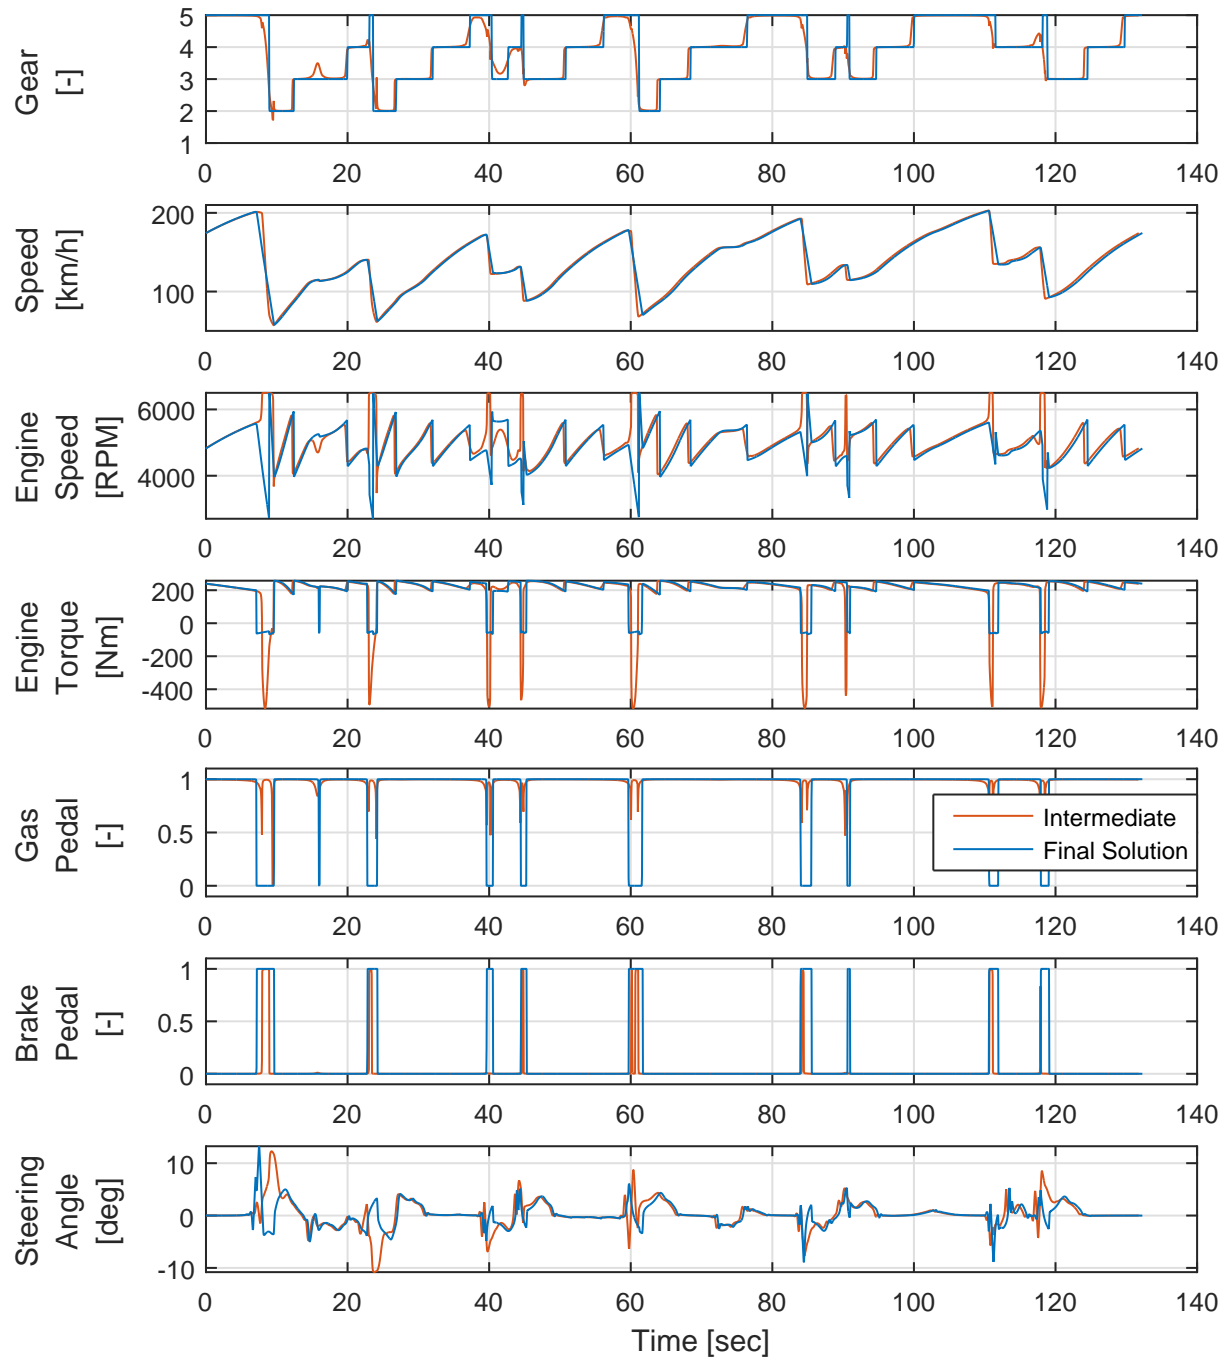 Gear
[-]
5
4
3
2
1
0 20 40 60 80 100 120 140
Speed
[km/h]
200
100
0 20 40 60 80 100 120 140
Engine
Speed
[RPM]
6000
4000
0 20 40 60 80 100 120 140
Engine
Torque
[Nm]
200
0
-200
-400
0 20 40 60 80 100 120 140
Gas
Pedal
[-]
1
0.5
0
Intermediate
Final Solution
0 20 40 60 80 100 120 140
Brake
Pedal
[-]
1
0.5
0
0 20 40 60 80 100 120 140
Steering
Angle
[deg]
10
0
-10
0 20 40 60 80 100 120 140
Time [sec]